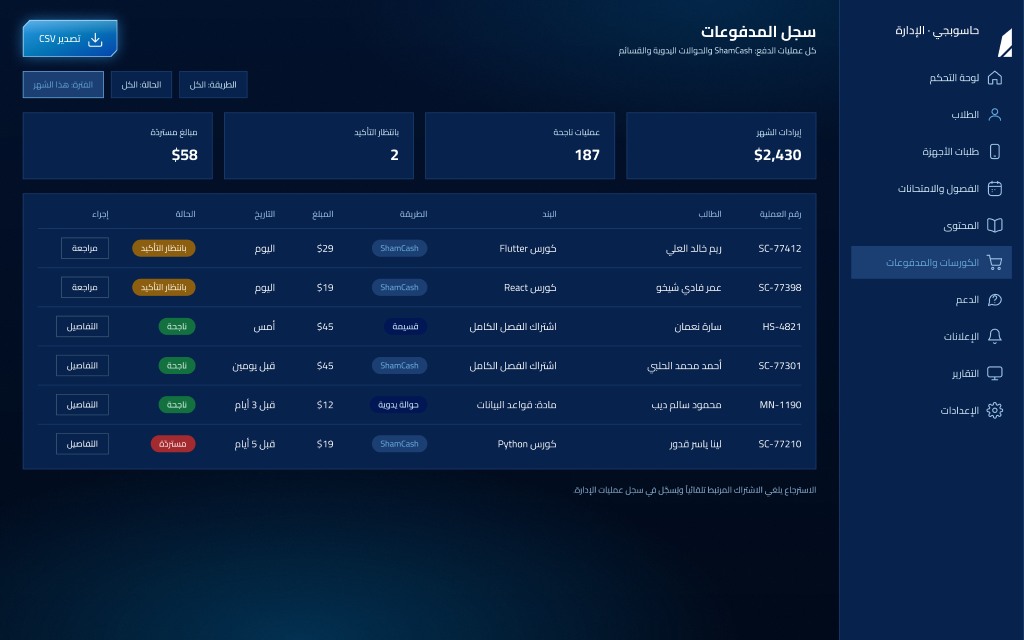 حاسوبجي · الإدارة
لوحة التحكم
الطلاب
طلبات الأجهزة
الفصول والامتحانات
المحتوى
الكورسات والمدفوعات
الدعم
الإعلانات
التقارير
الإعدادات
سجل المدفوعات
كل عمليات الدفع: ShamCash والحوالات اليدوية والقسائم
تصدير CSV
الطريقة: الكل
الحالة: الكل
الفترة: هذا الشهر
إيرادات الشهر
$2,430
عمليات ناجحة
187
بانتظار التأكيد
2
مبالغ مستردّة
$58
رقم العملية الطالب البند الطريقة المبلغ التاريخ الحالة إجراء
SC-77412 ريم خالد العلي كورس Flutter ShamCash $29 اليوم بانتظار التأكيد مراجعة
SC-77398 عمر فادي شيخو كورس React ShamCash $19 اليوم بانتظار التأكيد مراجعة
HS-4821 سارة نعمان اشتراك الفصل الكامل قسيمة $45 أمس ناجحة التفاصيل
SC-77301 أحمد محمد الحلبي اشتراك الفصل الكامل ShamCash $45 قبل يومين ناجحة التفاصيل
MN-1190 محمود سالم ديب مادة: قواعد البيانات حوالة يدوية $12 قبل 3 أيام ناجحة التفاصيل
SC-77210 لينا ياسر قدور كورس Python ShamCash $19 قبل 5 أيام مستردّة التفاصيل
الاسترجاع يلغي الاشتراك المرتبط تلقائياً ويُسجَّل في سجل عمليات الإدارة.